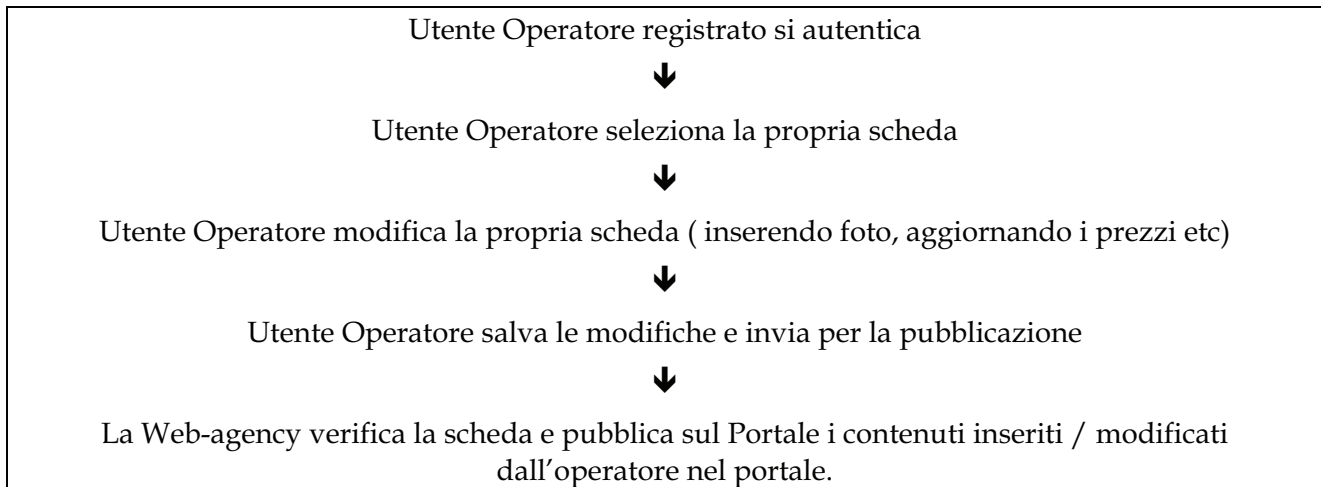 Utente Operatore registrato si autentica
🡻
Utente Operatore seleziona la propria scheda
🡻
Utente Operatore modifica la propria scheda ( inserendo foto, aggiornando i prezzi etc)
🡻
Utente Operatore salva le modifiche e invia per la pubblicazione
🡻
La Web-agency verifica la scheda e pubblica sul Portale i contenuti inseriti / modificati
dall’operatore nel portale.